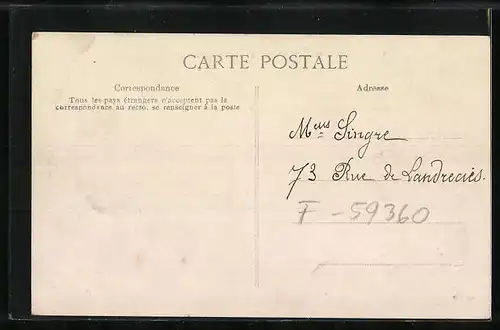 CARTE POSTALE
Correspondance
Tous les pays étrangers n'acceptent pas la
correspondance au recto, se renseigner à la poste
Adresse
Mens Singre
73 Rue de Landrecies.
F - 59360